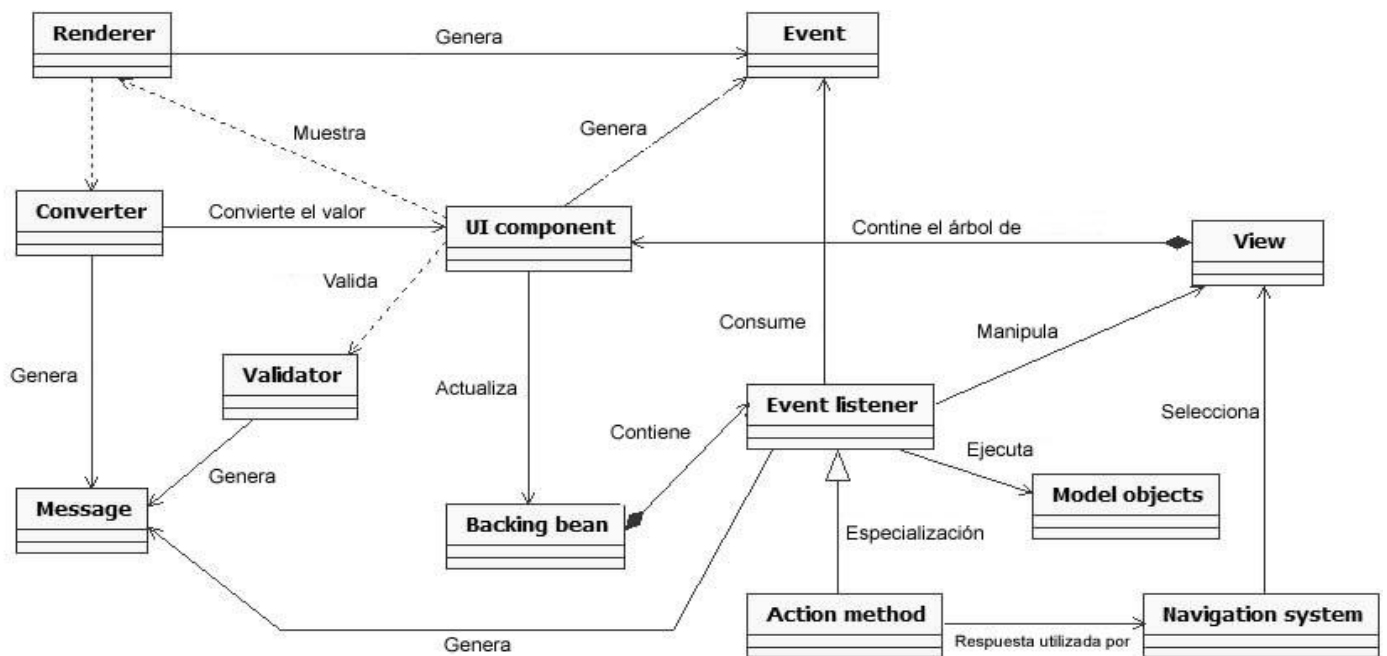 Renderer
Genera
Event
Muestra
Genera
Converter
Convierte el valor
UI component
Contine el árbol de
View
Valida
Consume
Manipula
Genera
Validator
Actualiza
Event listener
Selecciona
Contiene
Ejecuta
Genera
Message
Backing bean
Model objects
Especialización
Action method
Navigation system
Genera
Respuesta utilizada por